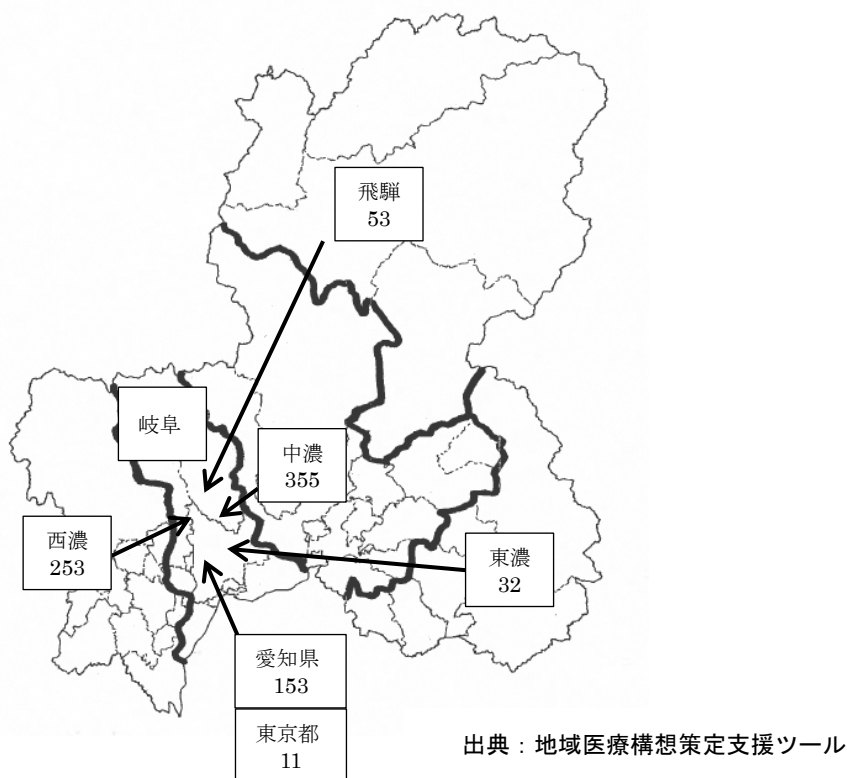 飛騨
53
岐阜
中濃
355
西濃
253
東濃
32
愛知県
153
東京都
11
出典：地域医療構想策定支援ツール